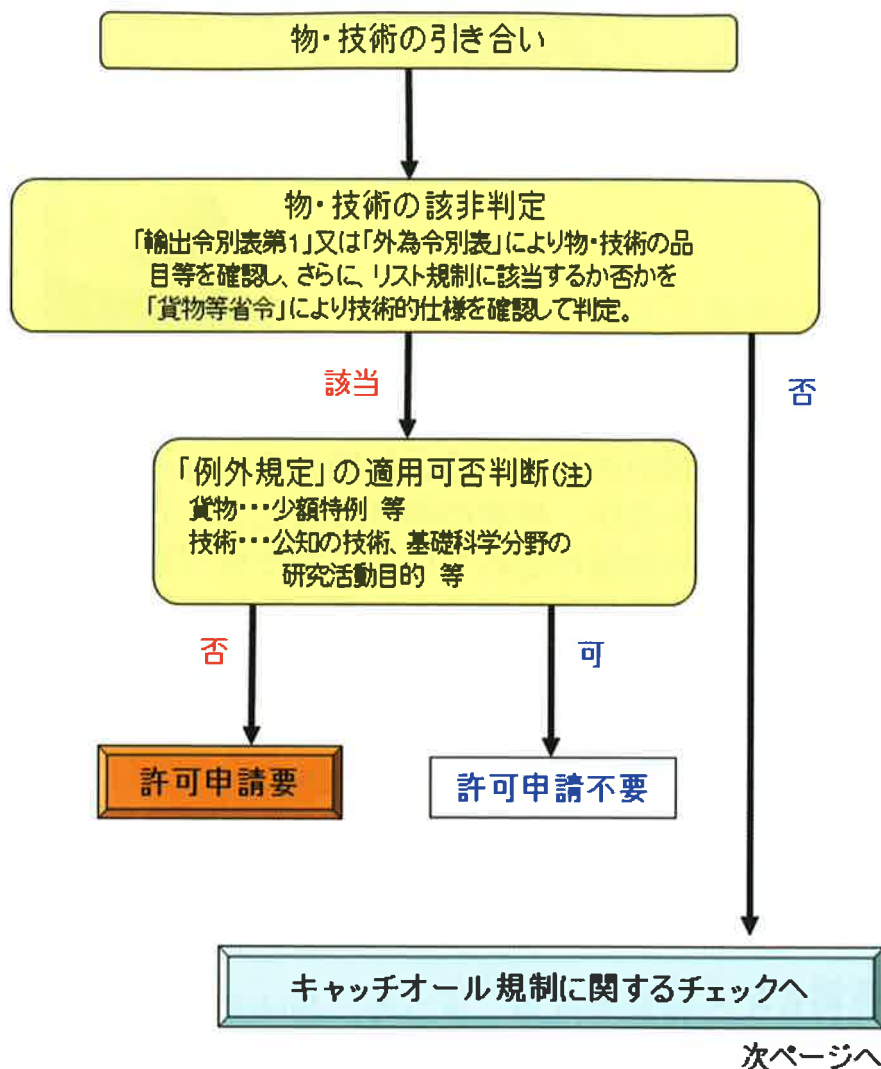 物・技術の引き合い
物・技術の該非判定
「輸出令別表第1」又は「外為令別表」により物・技術の品
目等を確認し、さらに、リスト規制に該当するか否かを
「貨物等省令」により技術的仕様を確認して判定。
該当
否
「例外規定」の適用可否判断(注)
貨物・・・少額特例 等
技術・・・公知の技術、基礎科学分野の
研究活動目的 等
否
可
許可申請要
許可申請不要
キャッチオール規制に関するチェックへ
次ページへ